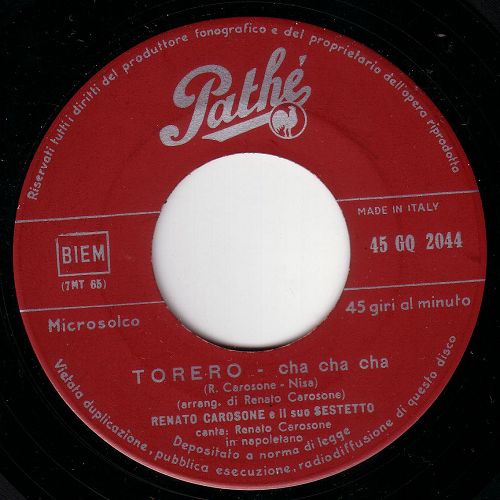 Riservati tutti diritti del produttore fonografico e del proprietario dell'opera riprodotta
Pathé
MADE IN ITALY
BIEM
45 GQ 2044
(7MT 65)
Microsolco
45 giri al minuto
TORERO - cha cha cha
(R. Carosone - Nisa)
(arrang. di Renato Carosone)
RENATO CAROSONE e il suo SESTETTO
canta: Renato Carosone
in napoletano
Depositato a norma di legge
Vietata duplicazione, pubblica esecuzione, radiodiffusione di questo disco